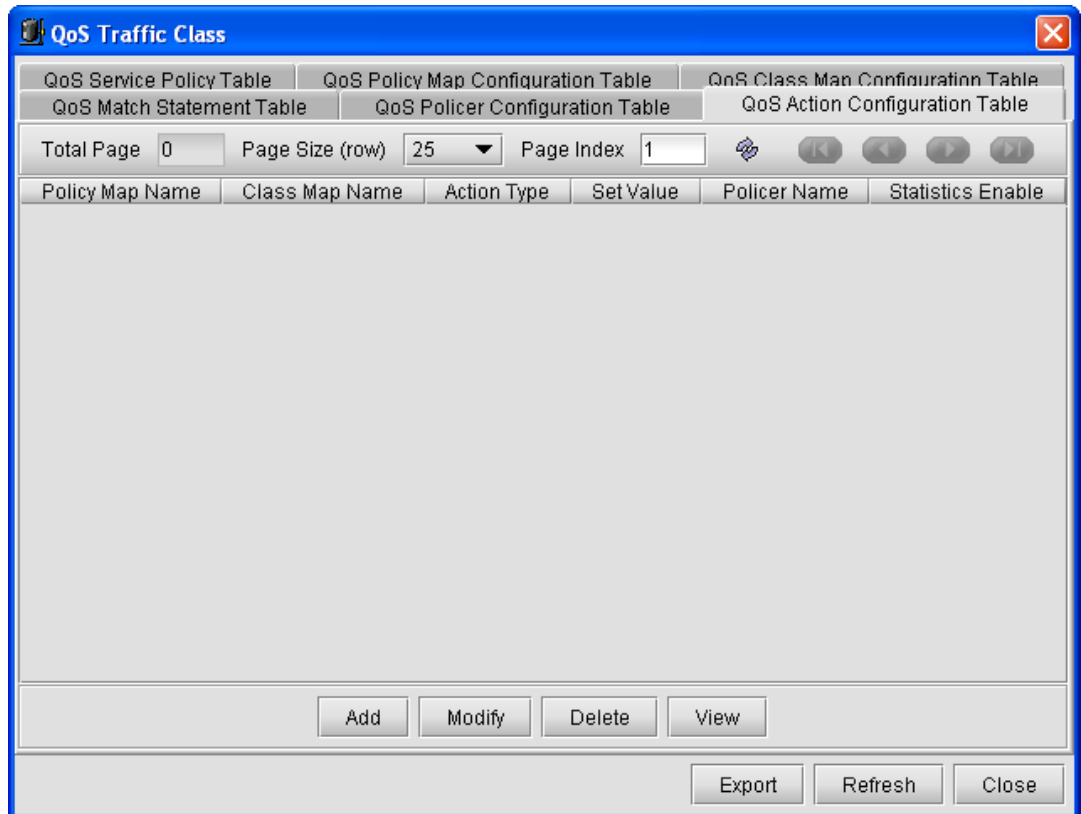 QoS Traffic Class
QoS Service Policy Table QoS Policy Map Configuration Table QoS Class Map Configuration Table
QoS Match Statement Table QoS Policer Configuration Table QoS Action Configuration Table
Total Page 0 Page Size (row) 25 Page Index 1
Policy Map Name Class Map Name Action Type Set Value Policer Name Statistics Enable
Add Modify Delete View
Export Refresh Close